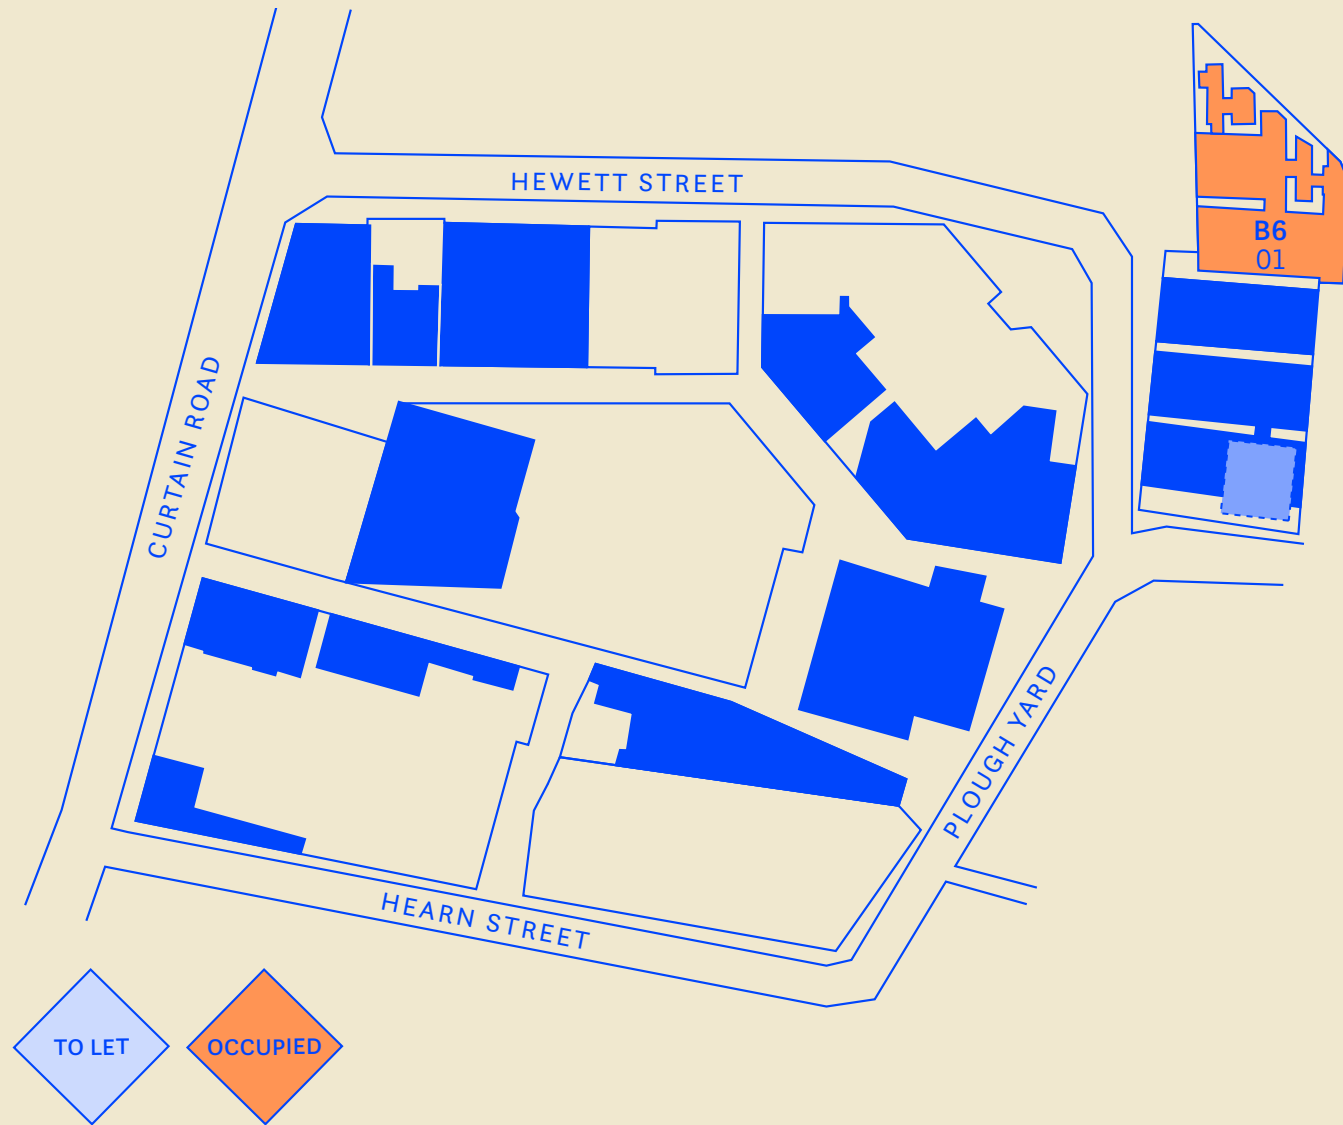 HEWETT STREET
B6
01
CURTAIN ROAD
PLOUGH YARD
HEARN STREET
TO LET
OCCUPIED